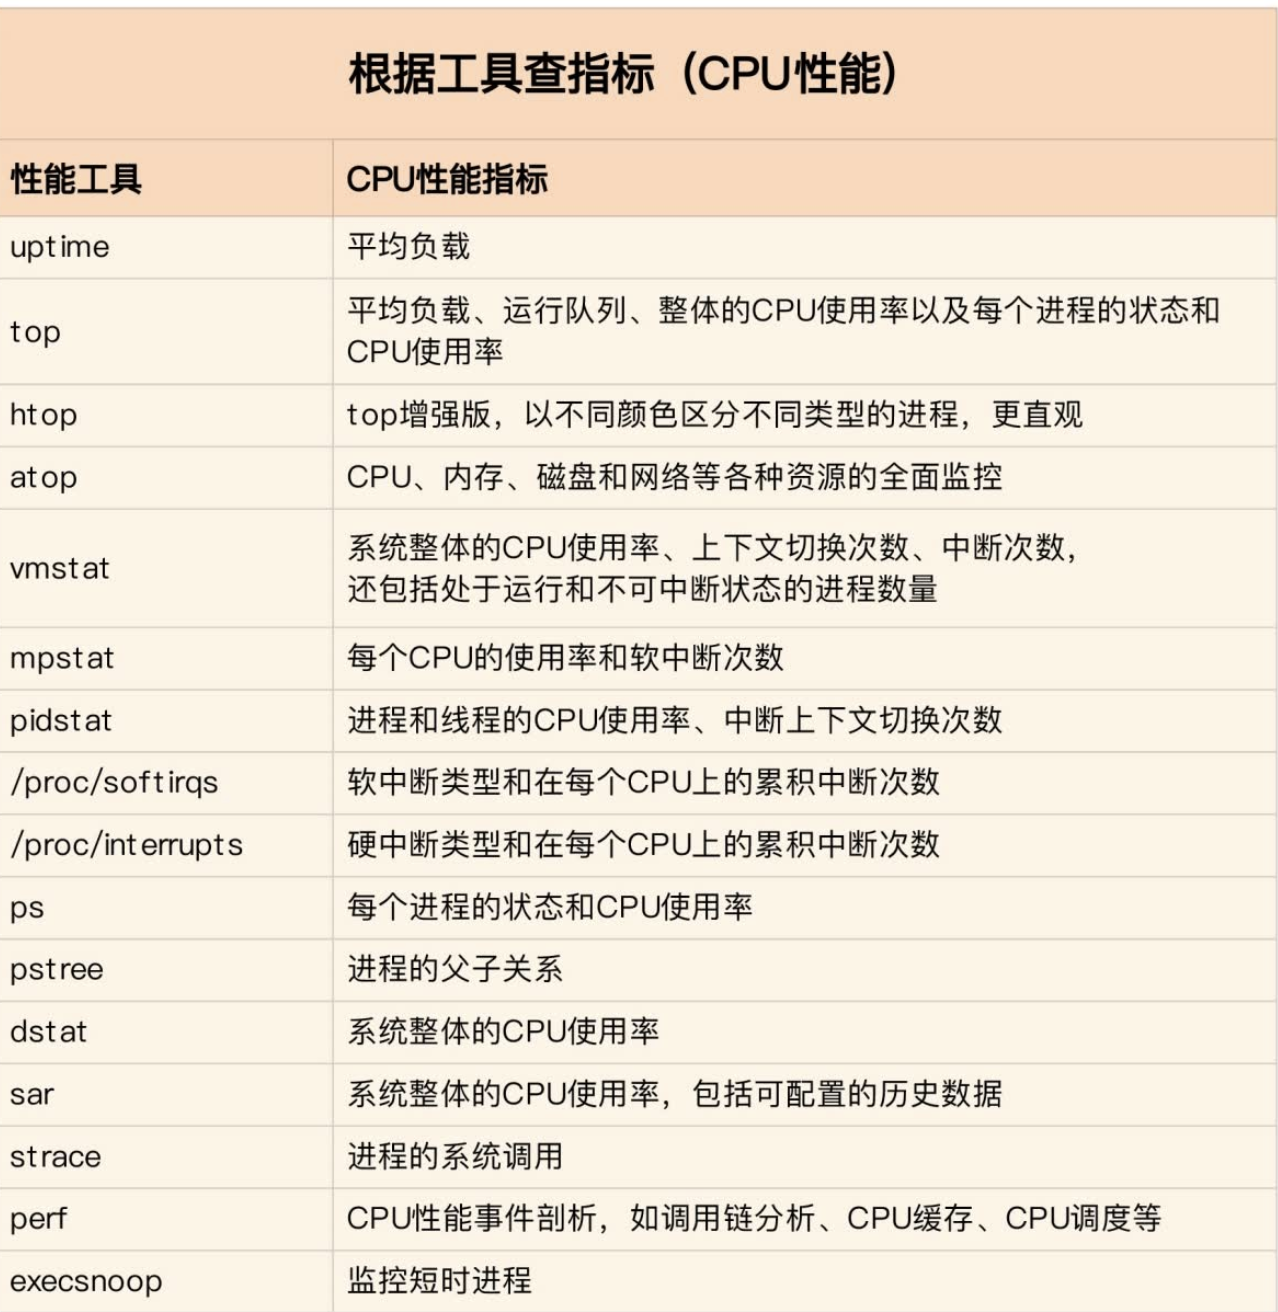 根据工具查指标（CPU性能）
性能工具 CPU性能指标
uptime 平均负载
top 平均负载、运行队列、整体的CPU使用率以及每个进程的状态和
CPU使用率
htop top增强版，以不同颜色区分不同类型的进程，更直观
atop CPU、内存、磁盘和网络等各种资源的全面监控
vmstat 系统整体的CPU使用率、上下文切换次数、中断次数，
还包括处于运行和不可中断状态的进程数量
mpstat 每个CPU的使用率和软中断次数
pidstat 进程和线程的CPU使用率、中断上下文切换次数
/proc/softirqs 软中断类型和在每个CPU上的累积中断次数
/proc/interrupts 硬中断类型和在每个CPU上的累积中断次数
ps 每个进程的状态和CPU使用率
pstree 进程的父子关系
dstat 系统整体的CPU使用率
sar 系统整体的CPU使用率，包括可配置的历史数据
strace 进程的系统调用
perf CPU性能事件剖析，如调用链分析、CPU缓存、CPU调度等
execsnoop 监控短时进程